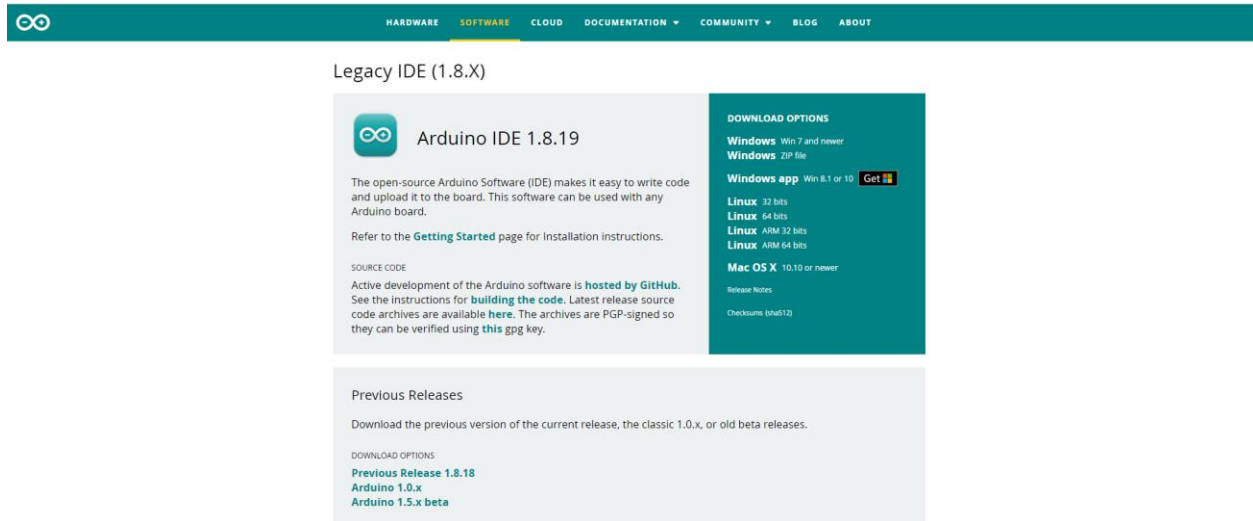 HARDWARE SOFTWARE CLOUD DOCUMENTATION COMMUNITY BLOG ABOUT
Legacy IDE (1.8.X)
Arduino IDE 1.8.19
The open-source Arduino Software (IDE) makes it easy to write code
and upload it to the board. This software can be used with any
Arduino board.
Refer to the Getting Started page for Installation instructions.
SOURCE CODE
Active development of the Arduino software is hosted by GitHub.
See the instructions for building the code. Latest release source
code archives are available here. The archives are PGP-signed so
they can be verified using this gpg key.
DOWNLOAD OPTIONS
Windows Win 7 and newer
Windows ZIP file
Windows app Win 8.1 or 10 Get
Linux 32 bits
Linux 64 bits
Linux ARM 32 bits
Linux ARM 64 bits
Mac OS X 10.10 or newer
Release Notes
Checksums (sha512)
Previous Releases
Download the previous version of the current release, the classic 1.0.x, or old beta releases.
DOWNLOAD OPTIONS
Previous Release 1.8.18
Arduino 1.0.x
Arduino 1.5.x beta